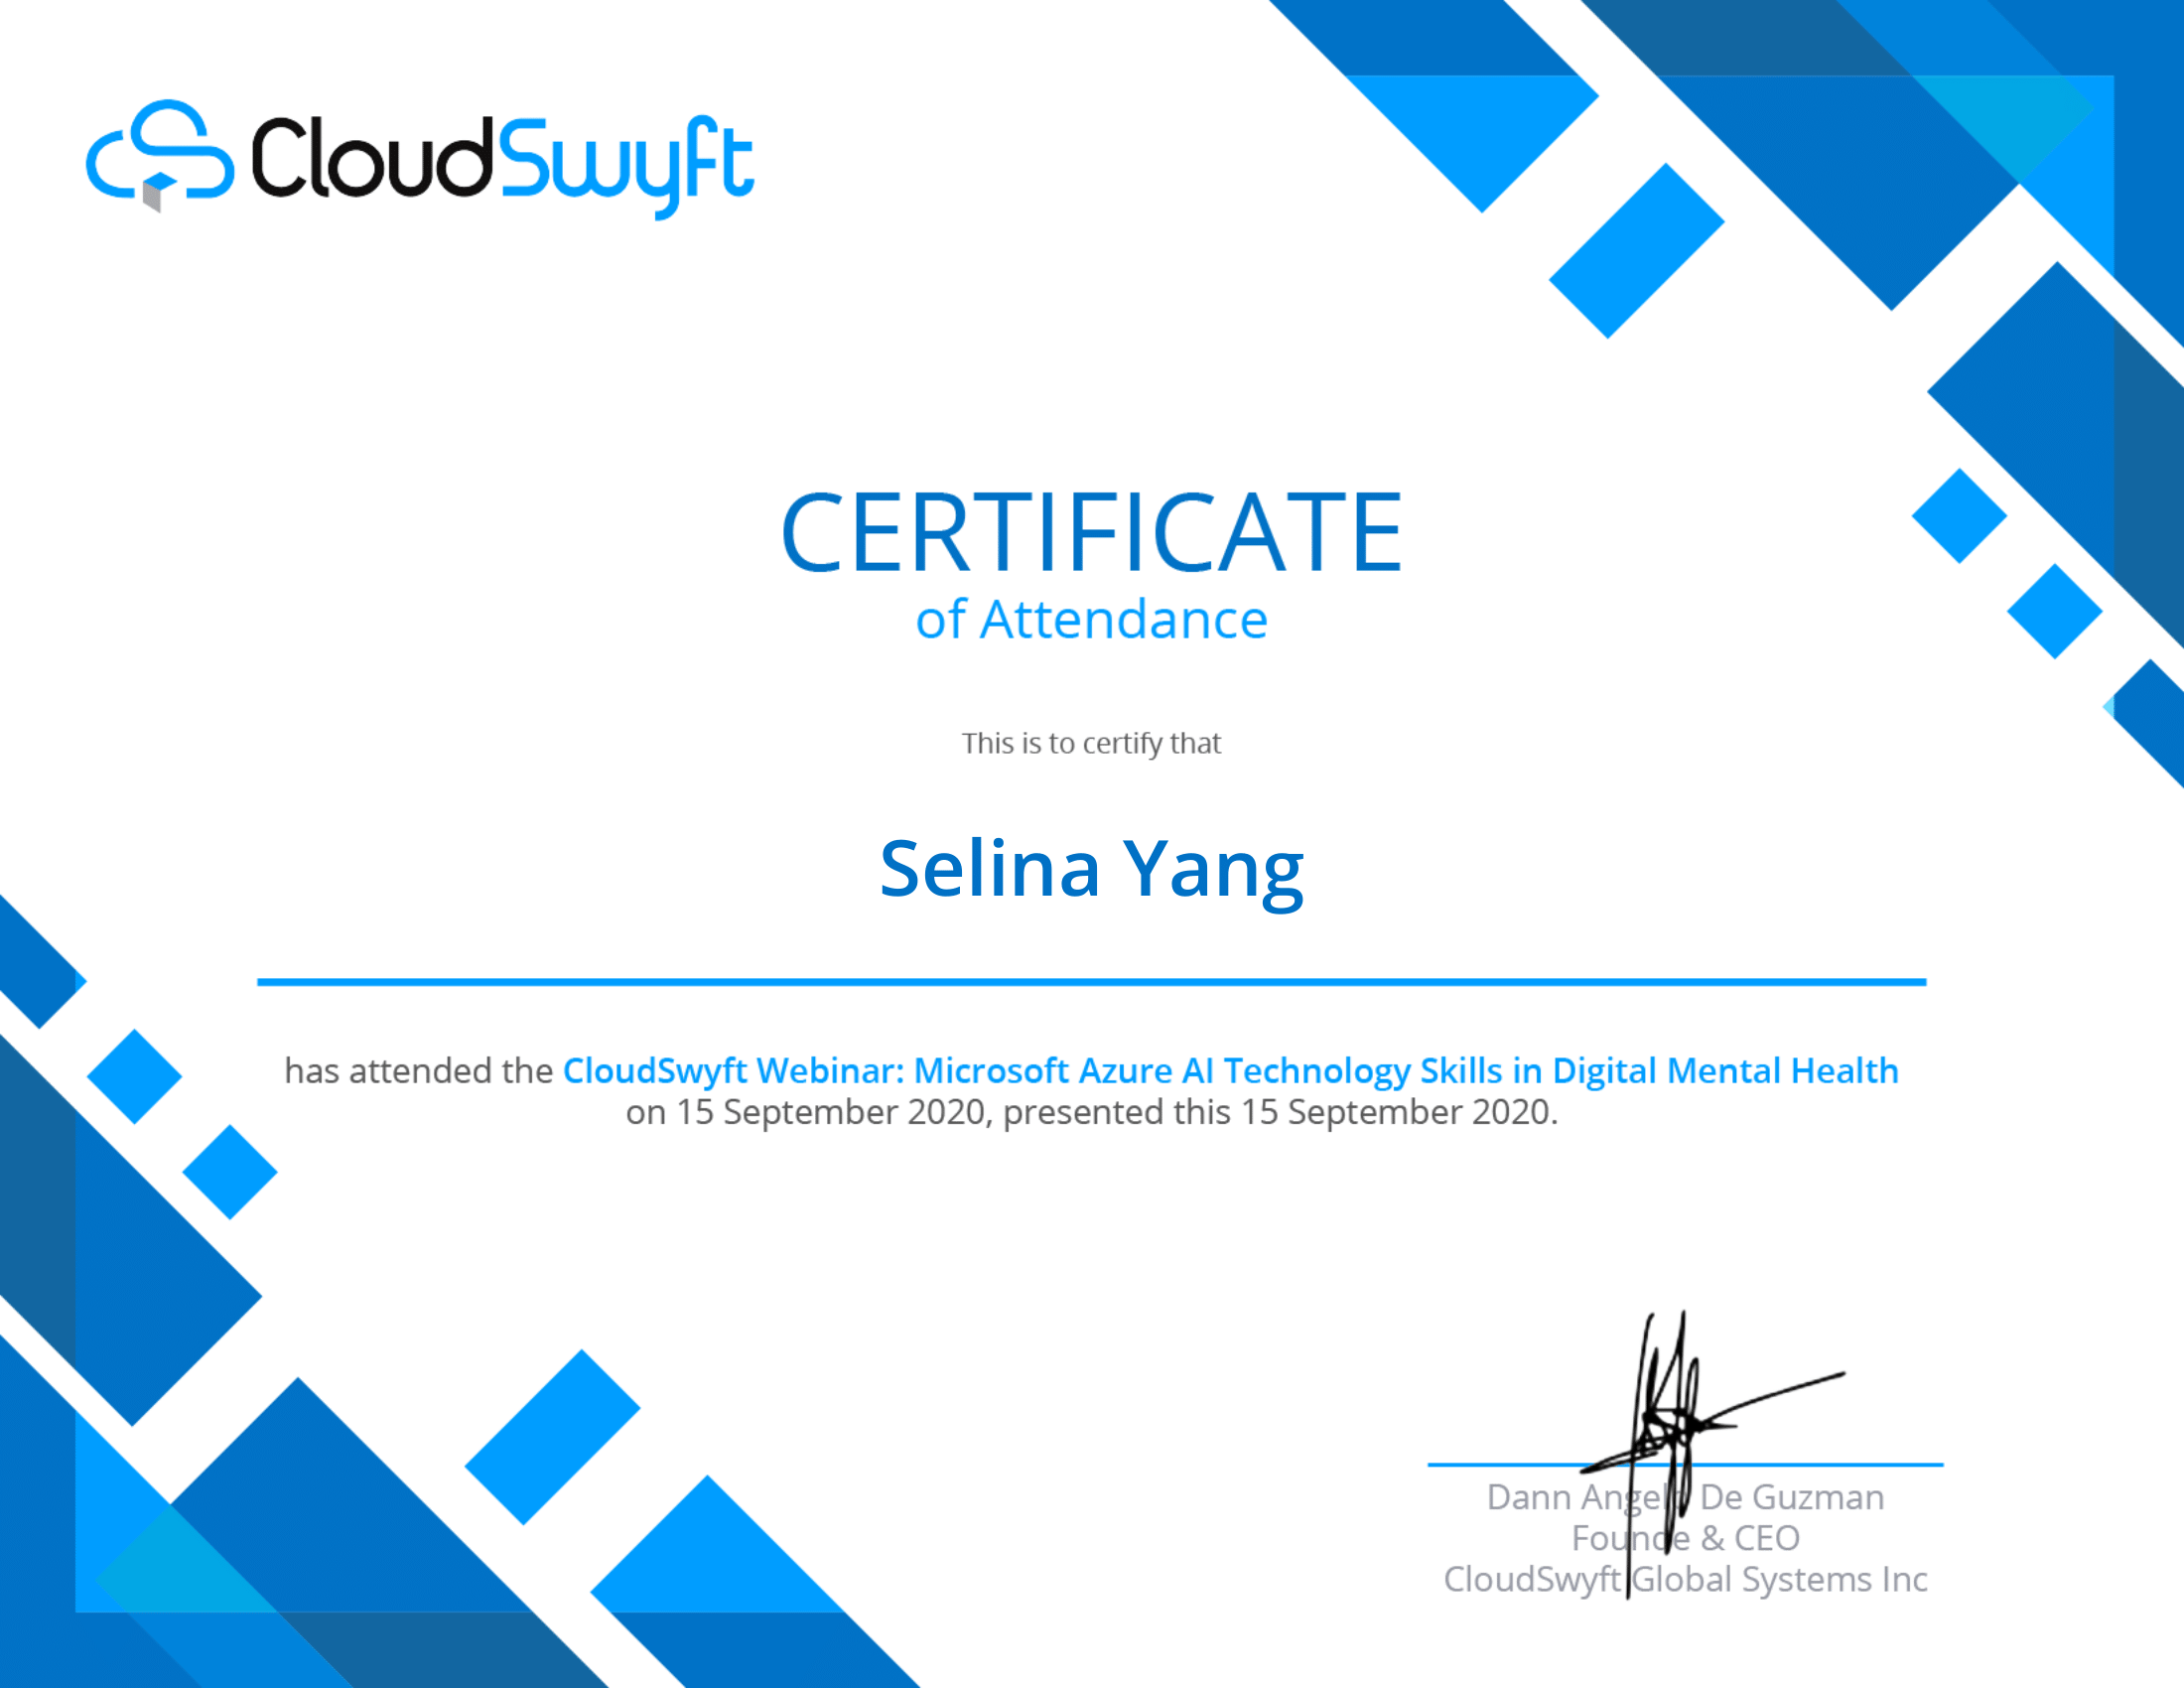 CloudSwyft
CERTIFICATE
of Attendance
This is to certify that
Selina Yang
has attended the CloudSwyft Webinar: Microsoft Azure AI Technology Skills in Digital Mental Health
on 15 September 2020, presented this 15 September 2020.
Dann Angelo De Guzman
Founde & CEO
CloudSwyft Global Systems Inc